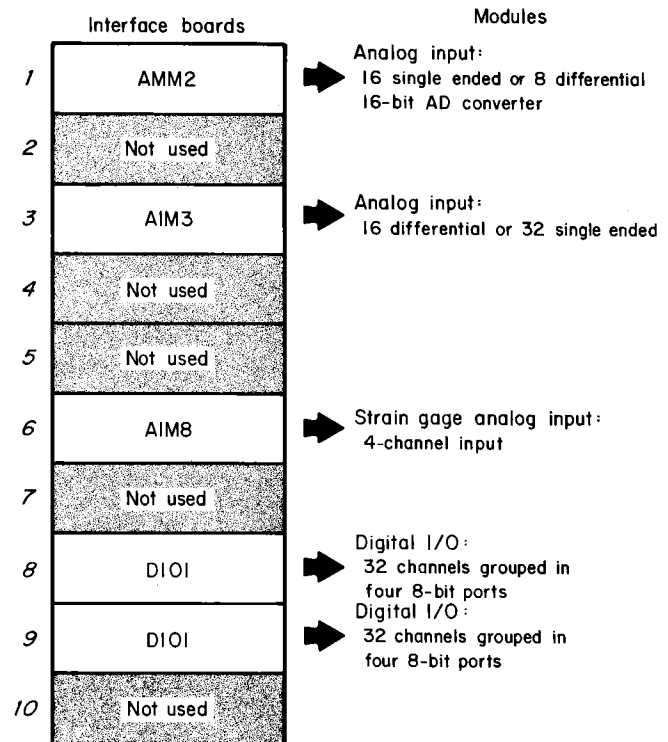 Interface boards
Modules
1
AMM2
Analog input:
16 single ended or 8 differential
16-bit AD converter
2
Not used
3
AIM3
Analog input:
16 differential or 32 single ended
4
Not used
5
Not used
6
AIM8
Strain gage analog input:
4-channel input
7
Not used
8
DIO1
Digital I/O:
32 channels grouped in
four 8-bit ports
9
DIO1
Digital I/O:
32 channels grouped in
four 8-bit ports
10
Not used